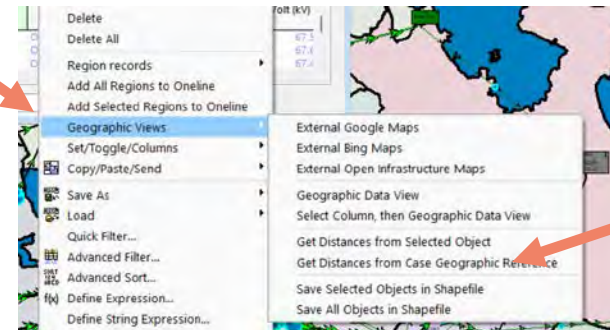 Volt (kV)
67.
67.
67.
Delete
Delete All
Region records
Add All Regions to Oneline
Add Selected Regions to Oneline
Geographic Views
Set/Toggle/Columns
Copy/Paste/Send
Save As
Load
Quick Filter...
Advanced Filter...
Advanced Sort...
f(x) Define Expression...
Define String Expression...
External Google Maps
External Bing Maps
External Open Infrastructure Maps
Geographic Data View
Select Column, then Geographic Data View
Get Distances from Selected Object
Get Distances from Case Geographic Reference
Save Selected Objects in Shapefile
Save All Objects in Shapefile